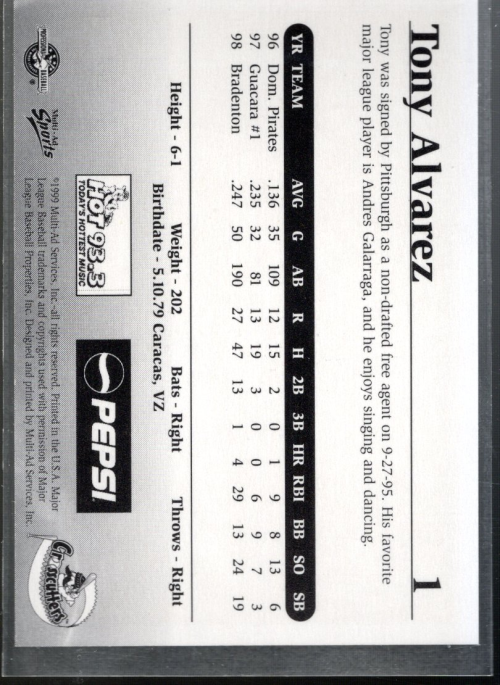 Tony Alvarez 1
Tony was signed by Pittsburgh as a non-drafted free agent on 9-27-95. His favorite
major league player is Andres Galarraga, and he enjoys singing and dancing.
YR TEAM AVG G AB R H 2B 3B HR RBI BB SO SB
96 Dom. Pirates .136 35 109 12 15 2 0 1 9 8 13 6
97 Guacara #1 .235 32 81 13 19 3 0 0 6 9 7 3
98 Bradenton .247 50 190 27 47 13 1 4 29 13 24 19
Height - 6-1 Weight - 202 Bats - Right Throws - Right
Birthdate - 5.10.79 Caracas, VZ
HOT 93.3
TODAY'S HOTTEST MUSIC
PEPSI
Multi-Ad
Sports
©1999 Multi-Ad Services, Inc.-all rights reserved. Printed in the U.S.A. Major
League Baseball trademarks and copyrights used with permission of Major
League Baseball Properties, Inc. Designed and printed by Multi-Ad Services, Inc.
Crosscutters